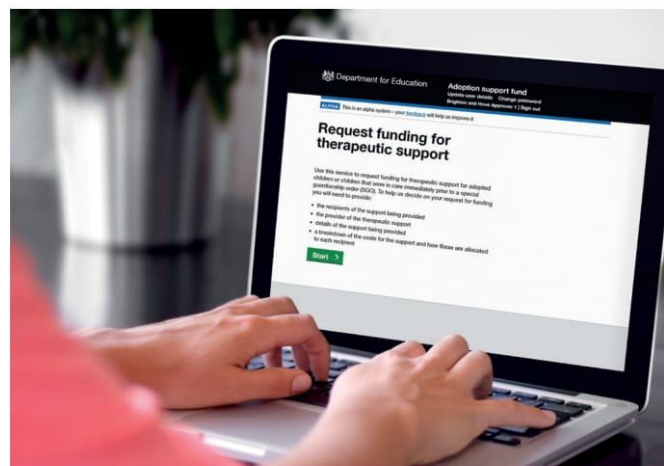 Department for Education
Adoption support fund
Update user details Change password
Brighton and Hove Approver 1 | Sign out
ALPHA This is an alpha system – your feedback will help us improve it
Request funding for
therapeutic support
Use this service to request funding for therapeutic support for adopted
children or children that were in care immediately prior to a special
guardianship order (SGO). To help us decide on your request for funding
you will need to provide:
• the recipients of the support being provided
• the provider of the therapeutic support
• details of the support being provided
• a breakdown of the costs for the support and how these are allocated
to each recipient
Start >